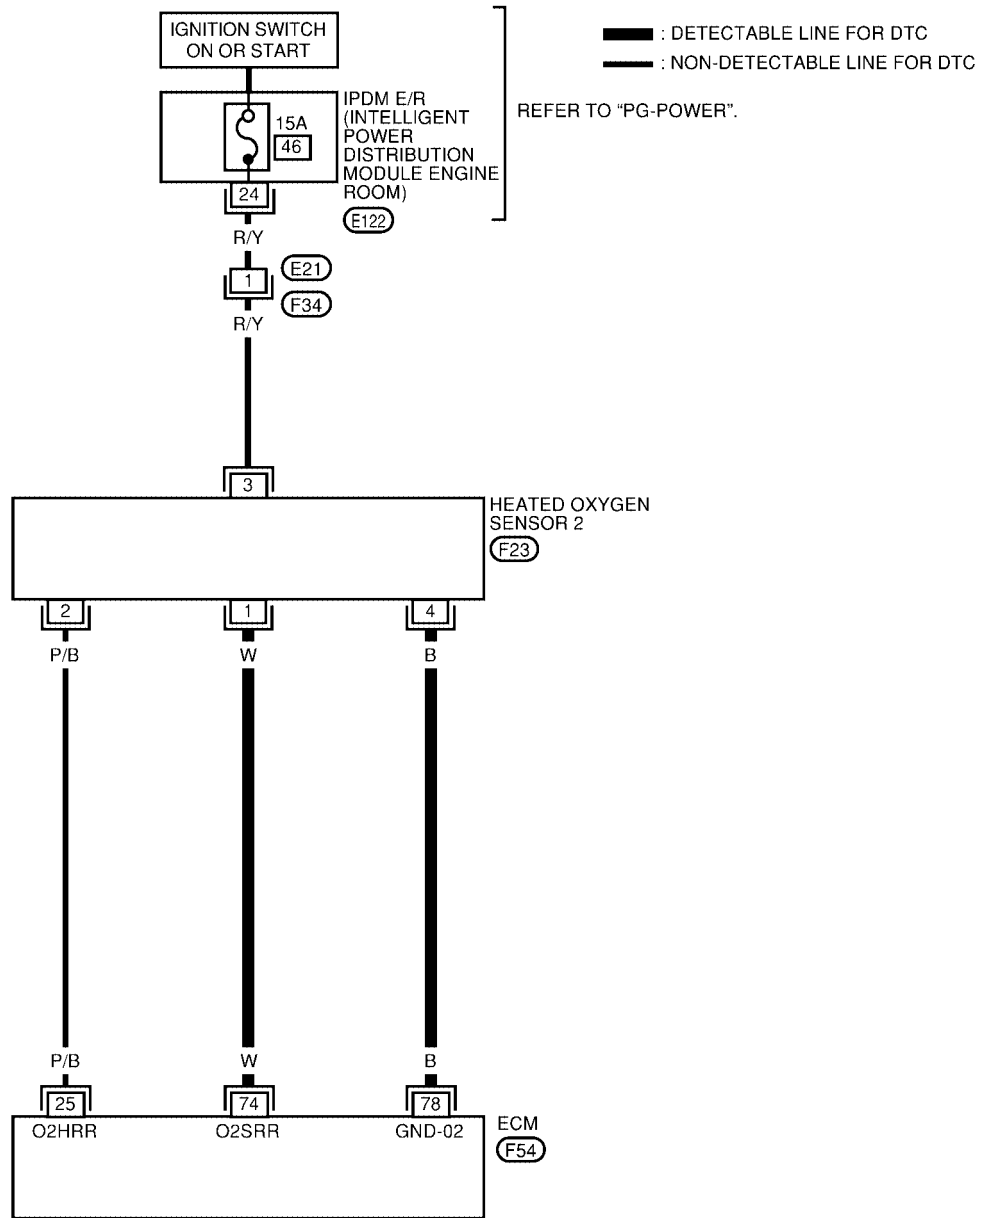 IGNITION SWITCH
ON OR START
: DETECTABLE LINE FOR DTC
: NON-DETECTABLE LINE FOR DTC
REFER TO “PG-POWER”.
IPDM E/R
(INTELLIGENT
POWER
DISTRIBUTION
MODULE ENGINE
ROOM)
E122
15A
46
24
R/Y
1
E21
F34
R/Y
3
HEATED OXYGEN
SENSOR 2
F23
2 1 4
P/B W B
P/B W B
25 74 78
O2HRR O2SRR GND-02
ECM
F54